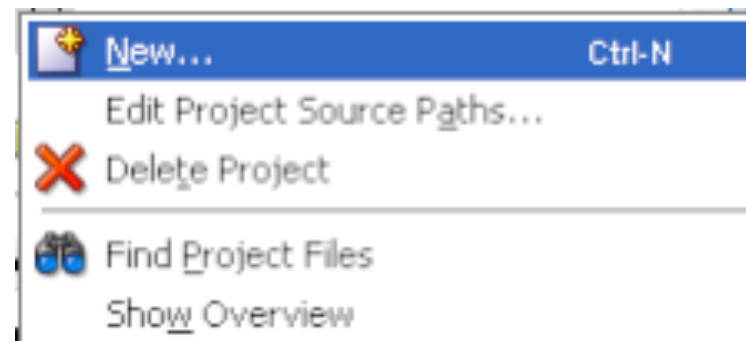 New... Ctrl-N
Edit Project Source Paths...
Delete Project
Find Project Files
Show Overview